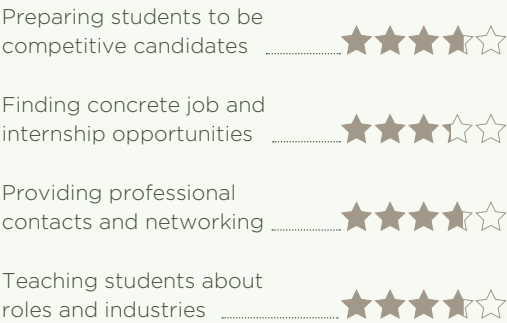 Preparing students to be
competitive candidates
Finding concrete job and
internship opportunities
Providing professional
contacts and networking
Teaching students about
roles and industries